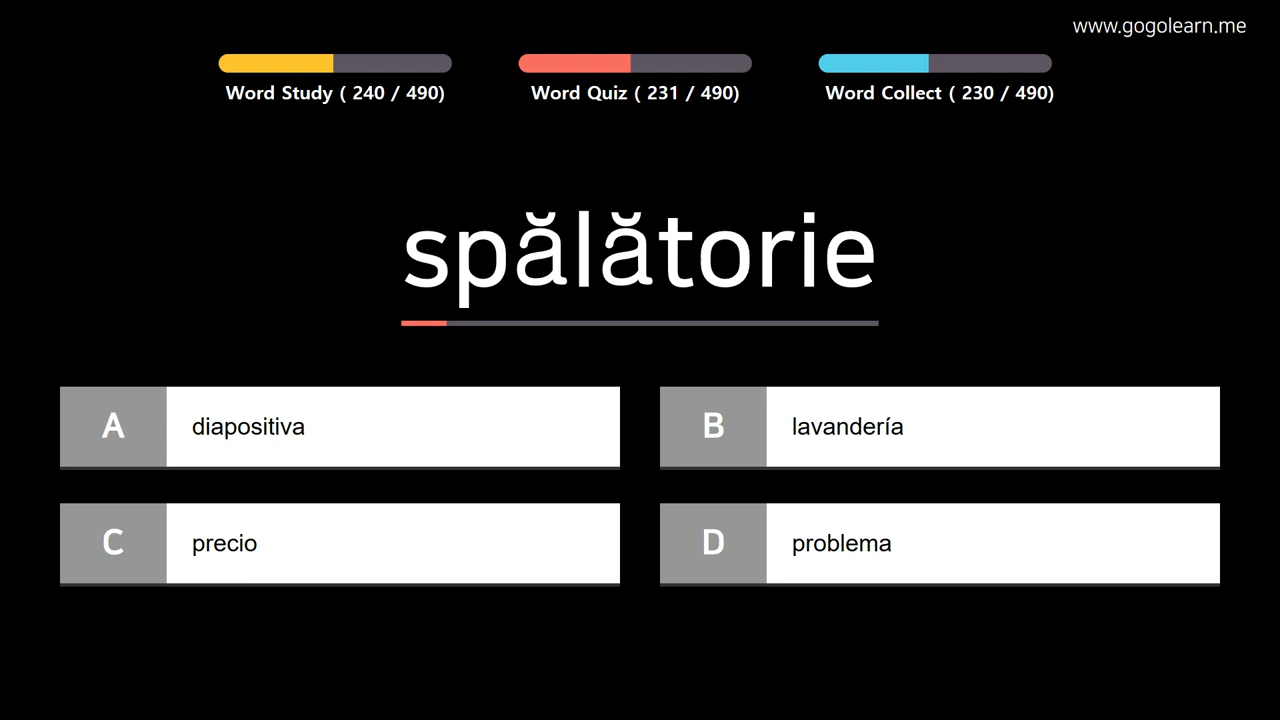 www.gogolearn.me
Word Study ( 240 / 490)
Word Quiz ( 231 / 490)
Word Collect ( 230 / 490)
spălătorie
A diapositiva
B lavandería
C precio
D problema